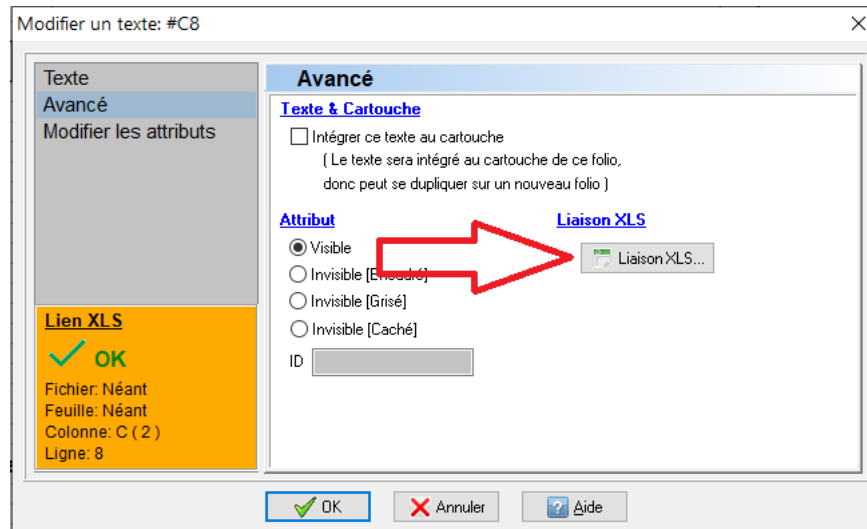 Modifier un texte: #C8
Texte
Avancé
Modifier les attributs
Lien XLS
OK
Fichier: Néant
Feuille: Néant
Colonne: C ( 2 )
Ligne: 8
Avancé
Texte & Cartouche
Intégrer ce texte au cartouche
( Le texte sera intégré au cartouche de ce folio,
donc peut se dupliquer sur un nouveau folio )
Attribut
Visible
Invisible [Encadré]
Invisible [Grisé]
Invisible [Caché]
ID
Liaison XLS
Liaison XLS...
OK
Annuler
Aide